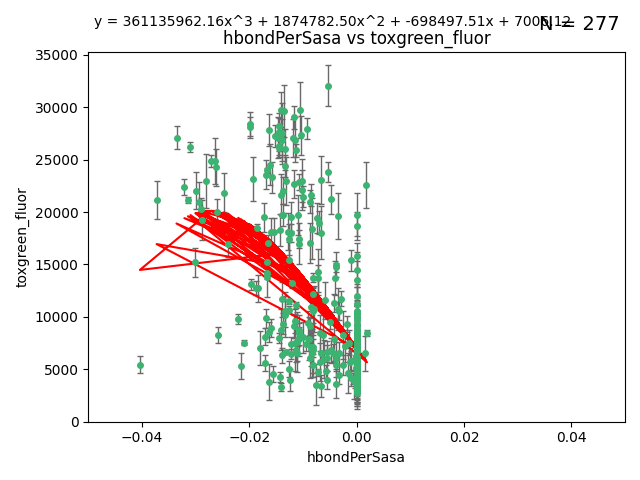 y = 361135962.16x^3 + 1874782.50x^2 + -698497.51x + 7006.12
N = 277
hbondPerSasa vs toxgreen_fluor
35000
30000
25000
20000
15000
10000
5000
0
toxgreen_fluor
−0.04
−0.02
0.00
0.02
0.04
hbondPerSasa